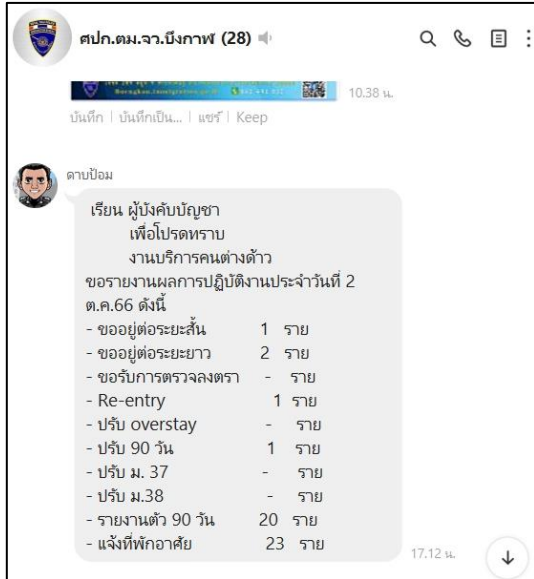 ศปก.ตม.จว.บึงกาฬ (28)
10.38 น.
บันทึก | บันทึกเป็น... | แชร์ | Keep
ดาบป้อม
เรียน ผู้บังคับบัญชา
เพื่อโปรดทราบ
งานบริการคนต่างด้าว
ขอรายงานผลการปฏิบัติงานประจำวันที่ 2
ต.ค.66 ดังนี้
- ขออยู่ต่อระยะสั้น 1 ราย
- ขออยู่ต่อระยะยาว 2 ราย
- ขอรับการตรวจลงตรา - ราย
- Re-entry 1 ราย
- ปรับ overstay - ราย
- ปรับ 90 วัน 1 ราย
- ปรับ ม. 37 - ราย
- ปรับ ม.38 - ราย
- รายงานตัว 90 วัน 20 ราย
- แจ้งที่พักอาศัย 23 ราย
17.12 น.